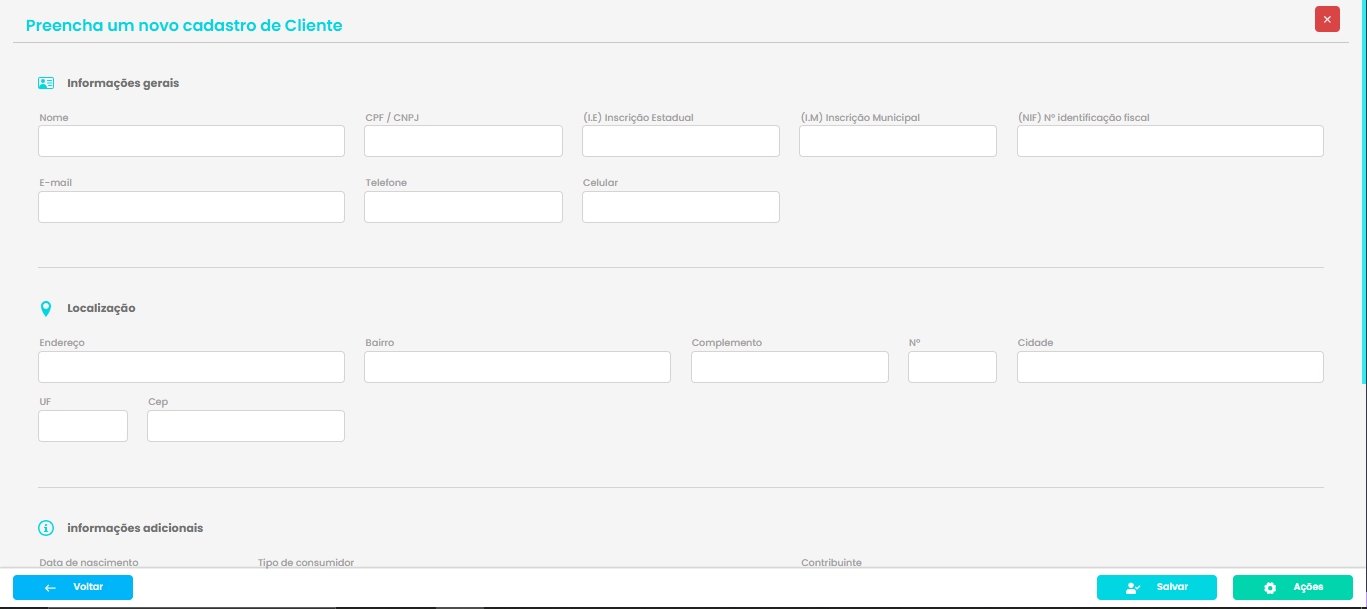 Preencha um novo cadastro de Cliente
Informações gerais
Nome CPF / CNPJ (I.E) Inscrição Estadual (I.M) Inscrição Municipal (NIF) Nº identificação fiscal
E-mail Telefone Celular
Localização
Endereço Bairro Complemento Nº Cidade
UF Cep
informações adicionais
Data de nascimento Tipo de consumidor Contribuinte
Voltar Salvar Ações